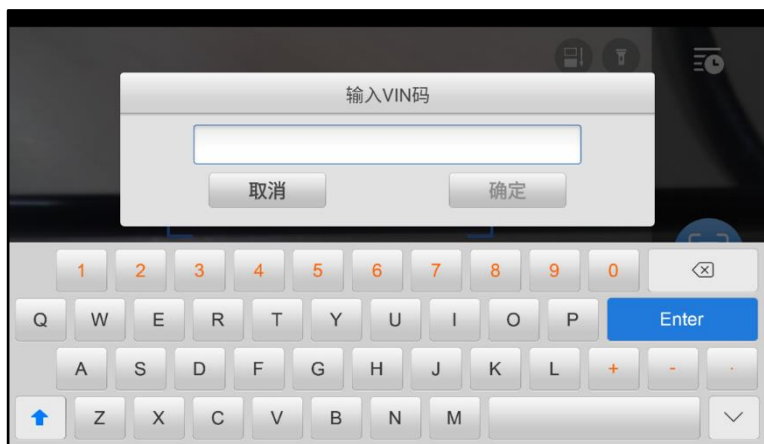 输入VIN码
取消 确定
1 2 3 4 5 6 7 8 9 0
Q W E R T Y U I O P Enter
A S D F G H J K L + - ·
Z X C V B N M